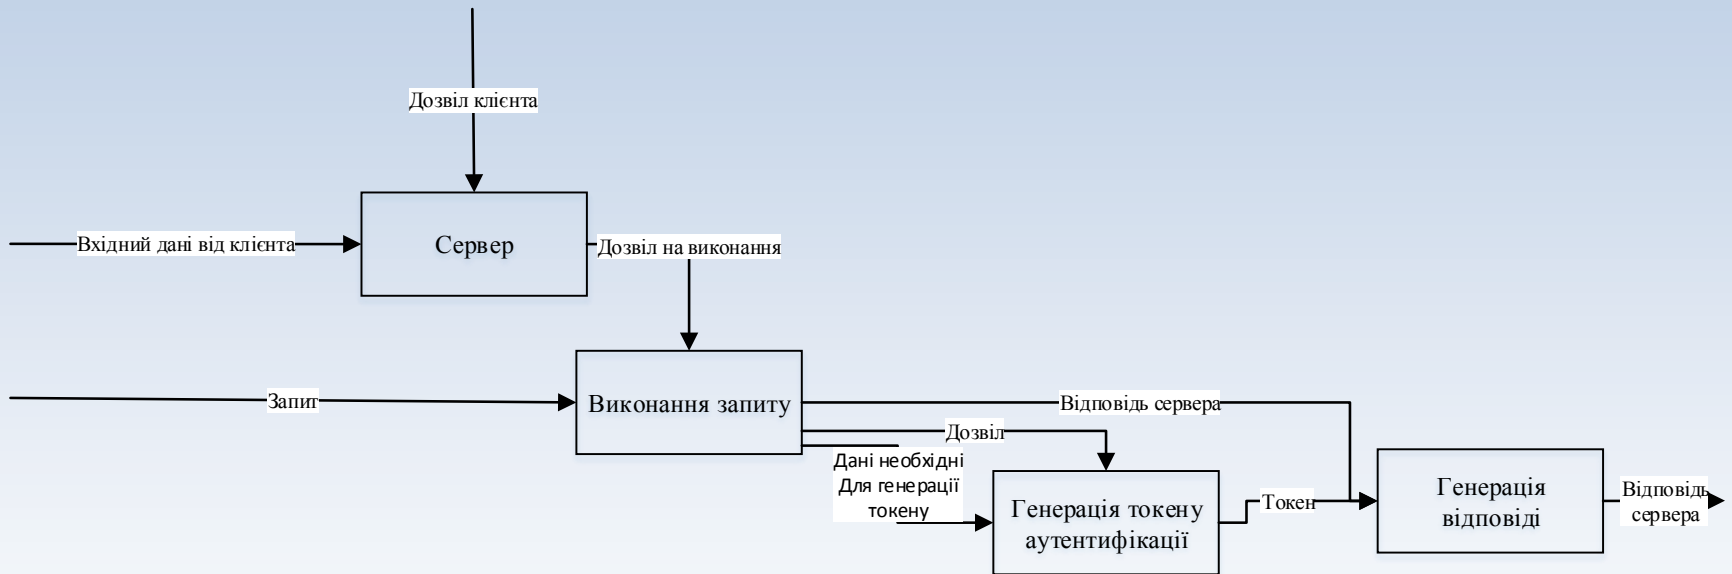 Дозвіл клієнта
Вхідний дані від клієнта
Сервер
Дозвіл на виконання
Запит
Виконання запиту
Відповідь сервера
Дозвіл
Дані необхідні
Для генерації
токену
Генерація токену
аутентифікації
Токен
Генерація
відповіді
Відповідь
сервера